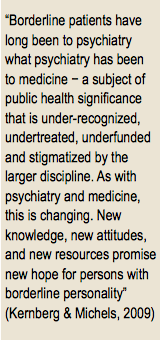 “Borderline patients have
long been to psychiatry
what psychiatry has been
to medicine − a subject of
public health significance
that is under-recognized,
undertreated, underfunded
and stigmatized by the
larger discipline. As with
psychiatry and medicine,
this is changing. New
knowledge, new attitudes,
and new resources promise
new hope for persons with
borderline personality”
(Kernberg & Michels, 2009)